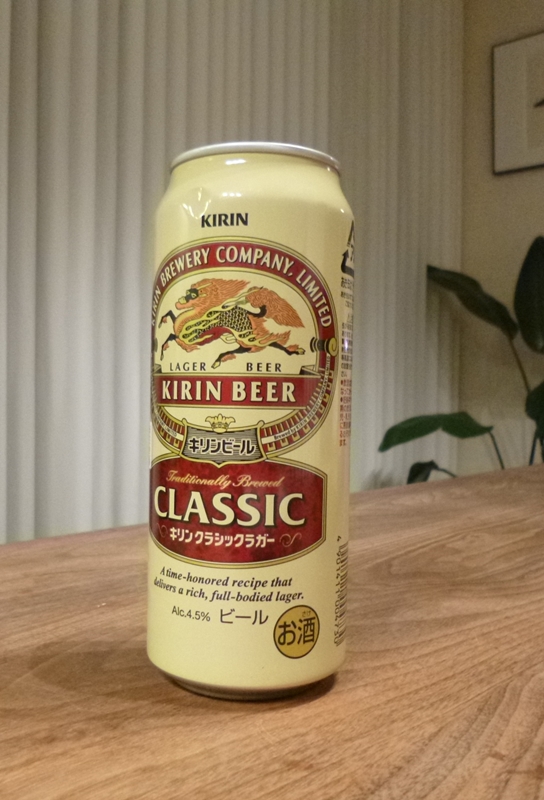 KIRIN
KIRIN BREWERY COMPANY, LIMITED
LAGER BEER
KIRIN BEER
キリンビール
Traditionally Brewed
CLASSIC
キリン クラシックラガー
A time-honored recipe that
delivers a rich, full-bodied lager.
Alc.4.5% ビール
お酒